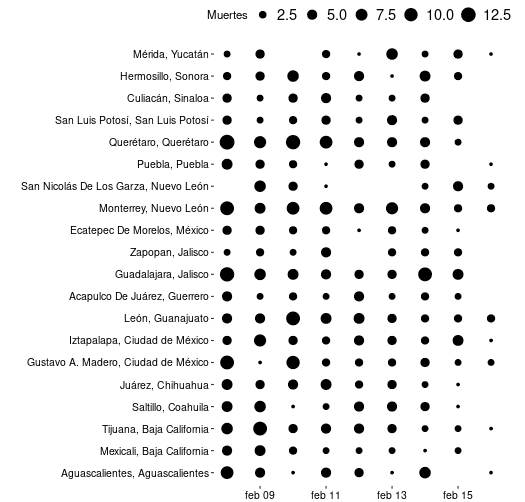 Muertes 2.5 5.0 7.5 10.0 12.5
Mérida, Yucatán
Hermosillo, Sonora
Culiacán, Sinaloa
San Luis Potosí, San Luis Potosí
Querétaro, Querétaro
Puebla, Puebla
San Nicolás De Los Garza, Nuevo León
Monterrey, Nuevo León
Ecatepec De Morelos, México
Zapopan, Jalisco
Guadalajara, Jalisco
Acapulco De Juárez, Guerrero
León, Guanajuato
Iztapalapa, Ciudad de México
Gustavo A. Madero, Ciudad de México
Juárez, Chihuahua
Saltillo, Coahuila
Tijuana, Baja California
Mexicali, Baja California
Aguascalientes, Aguascalientes
feb 09 feb 11 feb 13 feb 15